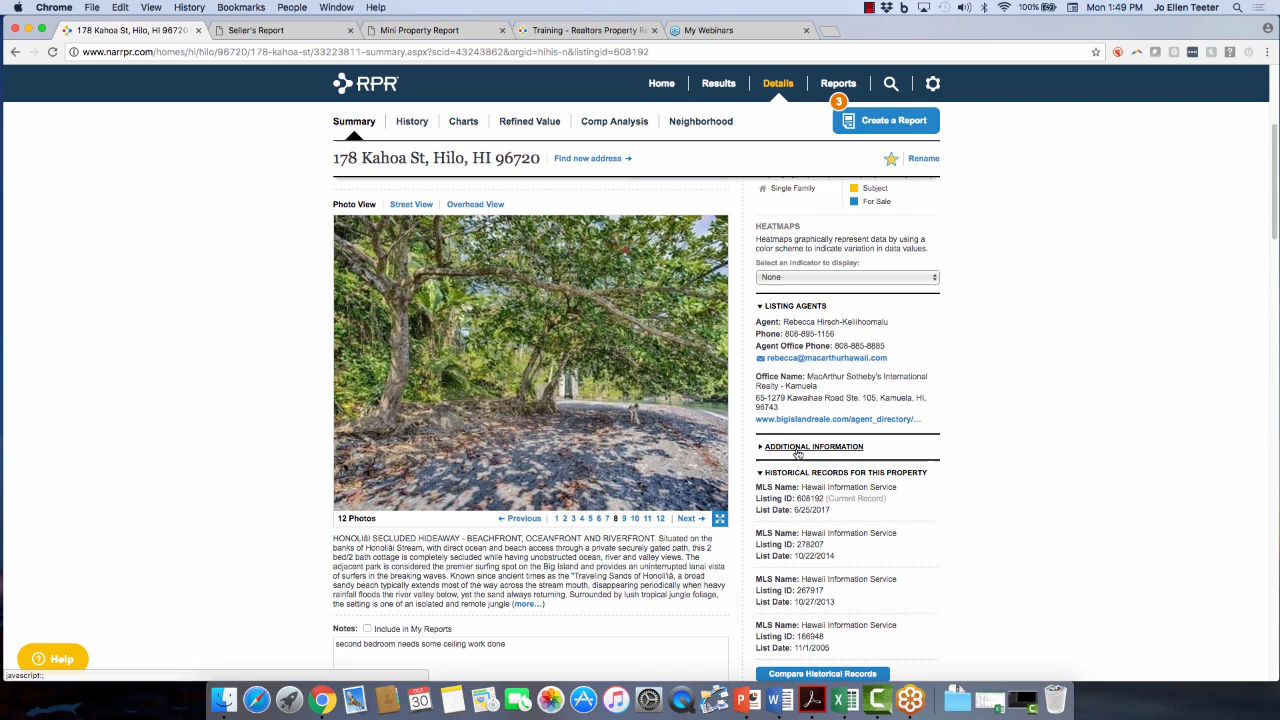 Chrome File Edit View History Bookmarks People Window Help 100% Mon 1:49 PM Jo Ellen Teeter
178 Kahoa St, Hilo, HI 96720 Seller's Report Mini Property Report Training - Realtors Property Re My Webinars
www.narrpr.com/homes/hi/hilo/96720/178-kahoa-st/33223811-summary.aspx?scid=43243862&orgid=hihis-n&listingid=608192
RPR Home Results Details Reports
3
Summary History Charts Refined Value Comp Analysis Neighborhood Create a Report
178 Kahoa St, Hilo, HI 96720 Find new address → Rename
Photo View Street View Overhead View
Single Family Subject
For Sale
HEATMAPS
Heatmaps graphically represent data by using a
color scheme to indicate variation in data values.
Select an indicator to display:
None
LISTING AGENTS
Agent: Rebecca Hirsch-Keliihoomalu
Phone: 808-895-1156
Agent Office Phone: 808-885-8885
rebecca@macarthurhawaii.com
Office Name: MacArthur Sotheby's International
Realty - Kamuela
65-1279 Kawaihae Road Ste. 105, Kamuela, HI,
96743
www.bigislandreale.com/agent_directory/...
ADDITIONAL INFORMATION
HISTORICAL RECORDS FOR THIS PROPERTY
MLS Name: Hawaii Information Service
Listing ID: 608192 (Current Record)
List Date: 6/25/2017
MLS Name: Hawaii Information Service
Listing ID: 278207
List Date: 10/22/2014
MLS Name: Hawaii Information Service
Listing ID: 267917
List Date: 10/27/2013
MLS Name: Hawaii Information Service
Listing ID: 166948
List Date: 11/1/2005
Compare Historical Records
12 Photos ← Previous 1 2 3 4 5 6 7 8 9 10 11 12 Next →
HONOLIāI SECLUDED HIDEAWAY - BEACHFRONT, OCEANFRONT AND RIVERFRONT. Situated on the
banks of Honoliāi Stream, with direct ocean and beach access through a private securely gated path, this 2
bed/2 bath cottage is completely secluded while having unobstructed ocean, river and valley views. The
adjacent park is considered the premier surfing spot on the Big Island and provides an uninterrupted lanai vista
of surfers in the breaking waves. Known since ancient times as the "Traveling Sands of Honoli'iā, a broad
sandy beach typically extends most of the way across the stream mouth, disappearing periodically when heavy
rainfall floods the river valley below, yet the sand always returning. Surrounded by lush tropical jungle foliage,
the setting is one of an isolated and remote jungle (more...)
Notes: Include in My Reports
second bedroom needs some ceiling work done
Help
javascript:;
OCT
30